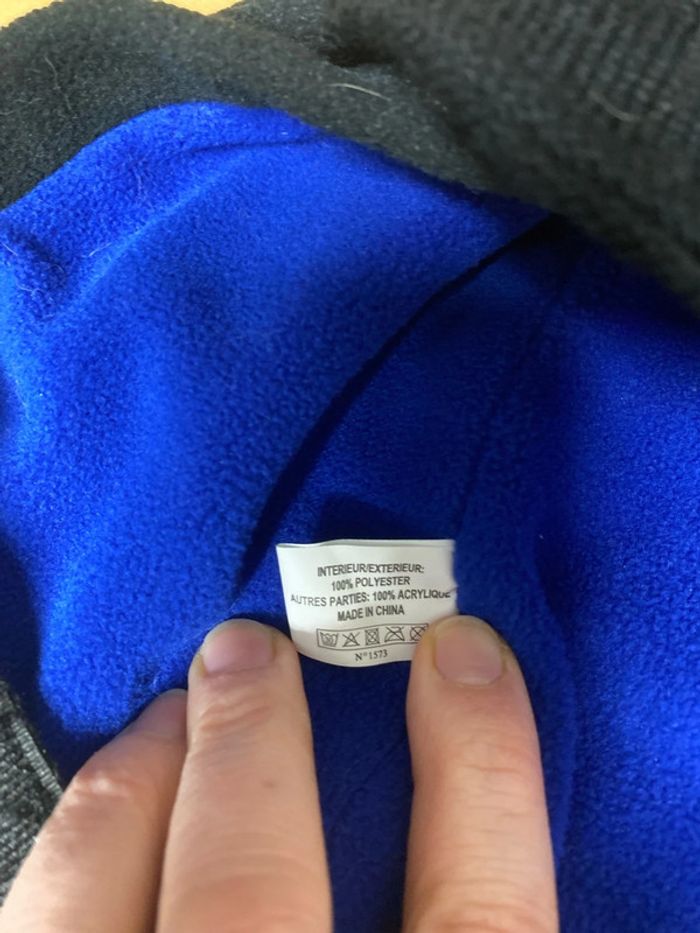 INTERIEUR/EXTERIEUR:
100% POLYESTER
AUTRES PARTIES: 100% ACRYLIQUE
MADE IN CHINA
N°1573